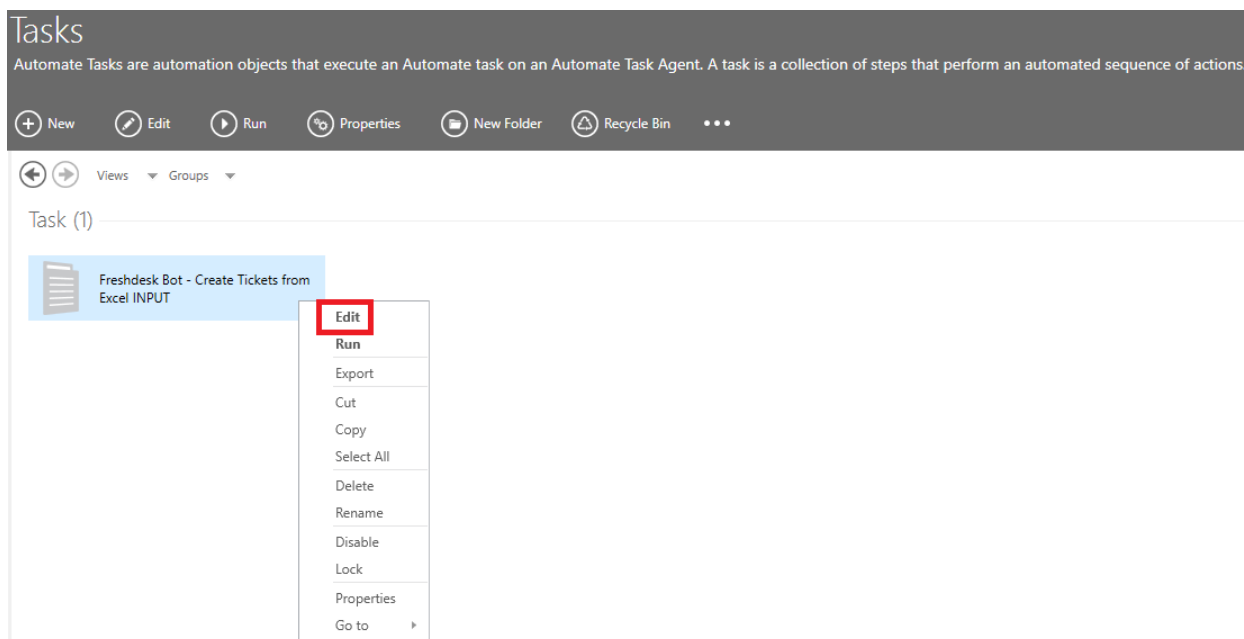 Tasks
Automate Tasks are automation objects that execute an Automate task on an Automate Task Agent. A task is a collection of steps that perform an automated sequence of actions.
New Edit Run Properties New Folder Recycle Bin •••
Views Groups
Task (1)
Freshdesk Bot - Create Tickets from
Excel INPUT
Edit
Run
Export
Cut
Copy
Select All
Delete
Rename
Disable
Lock
Properties
Go to